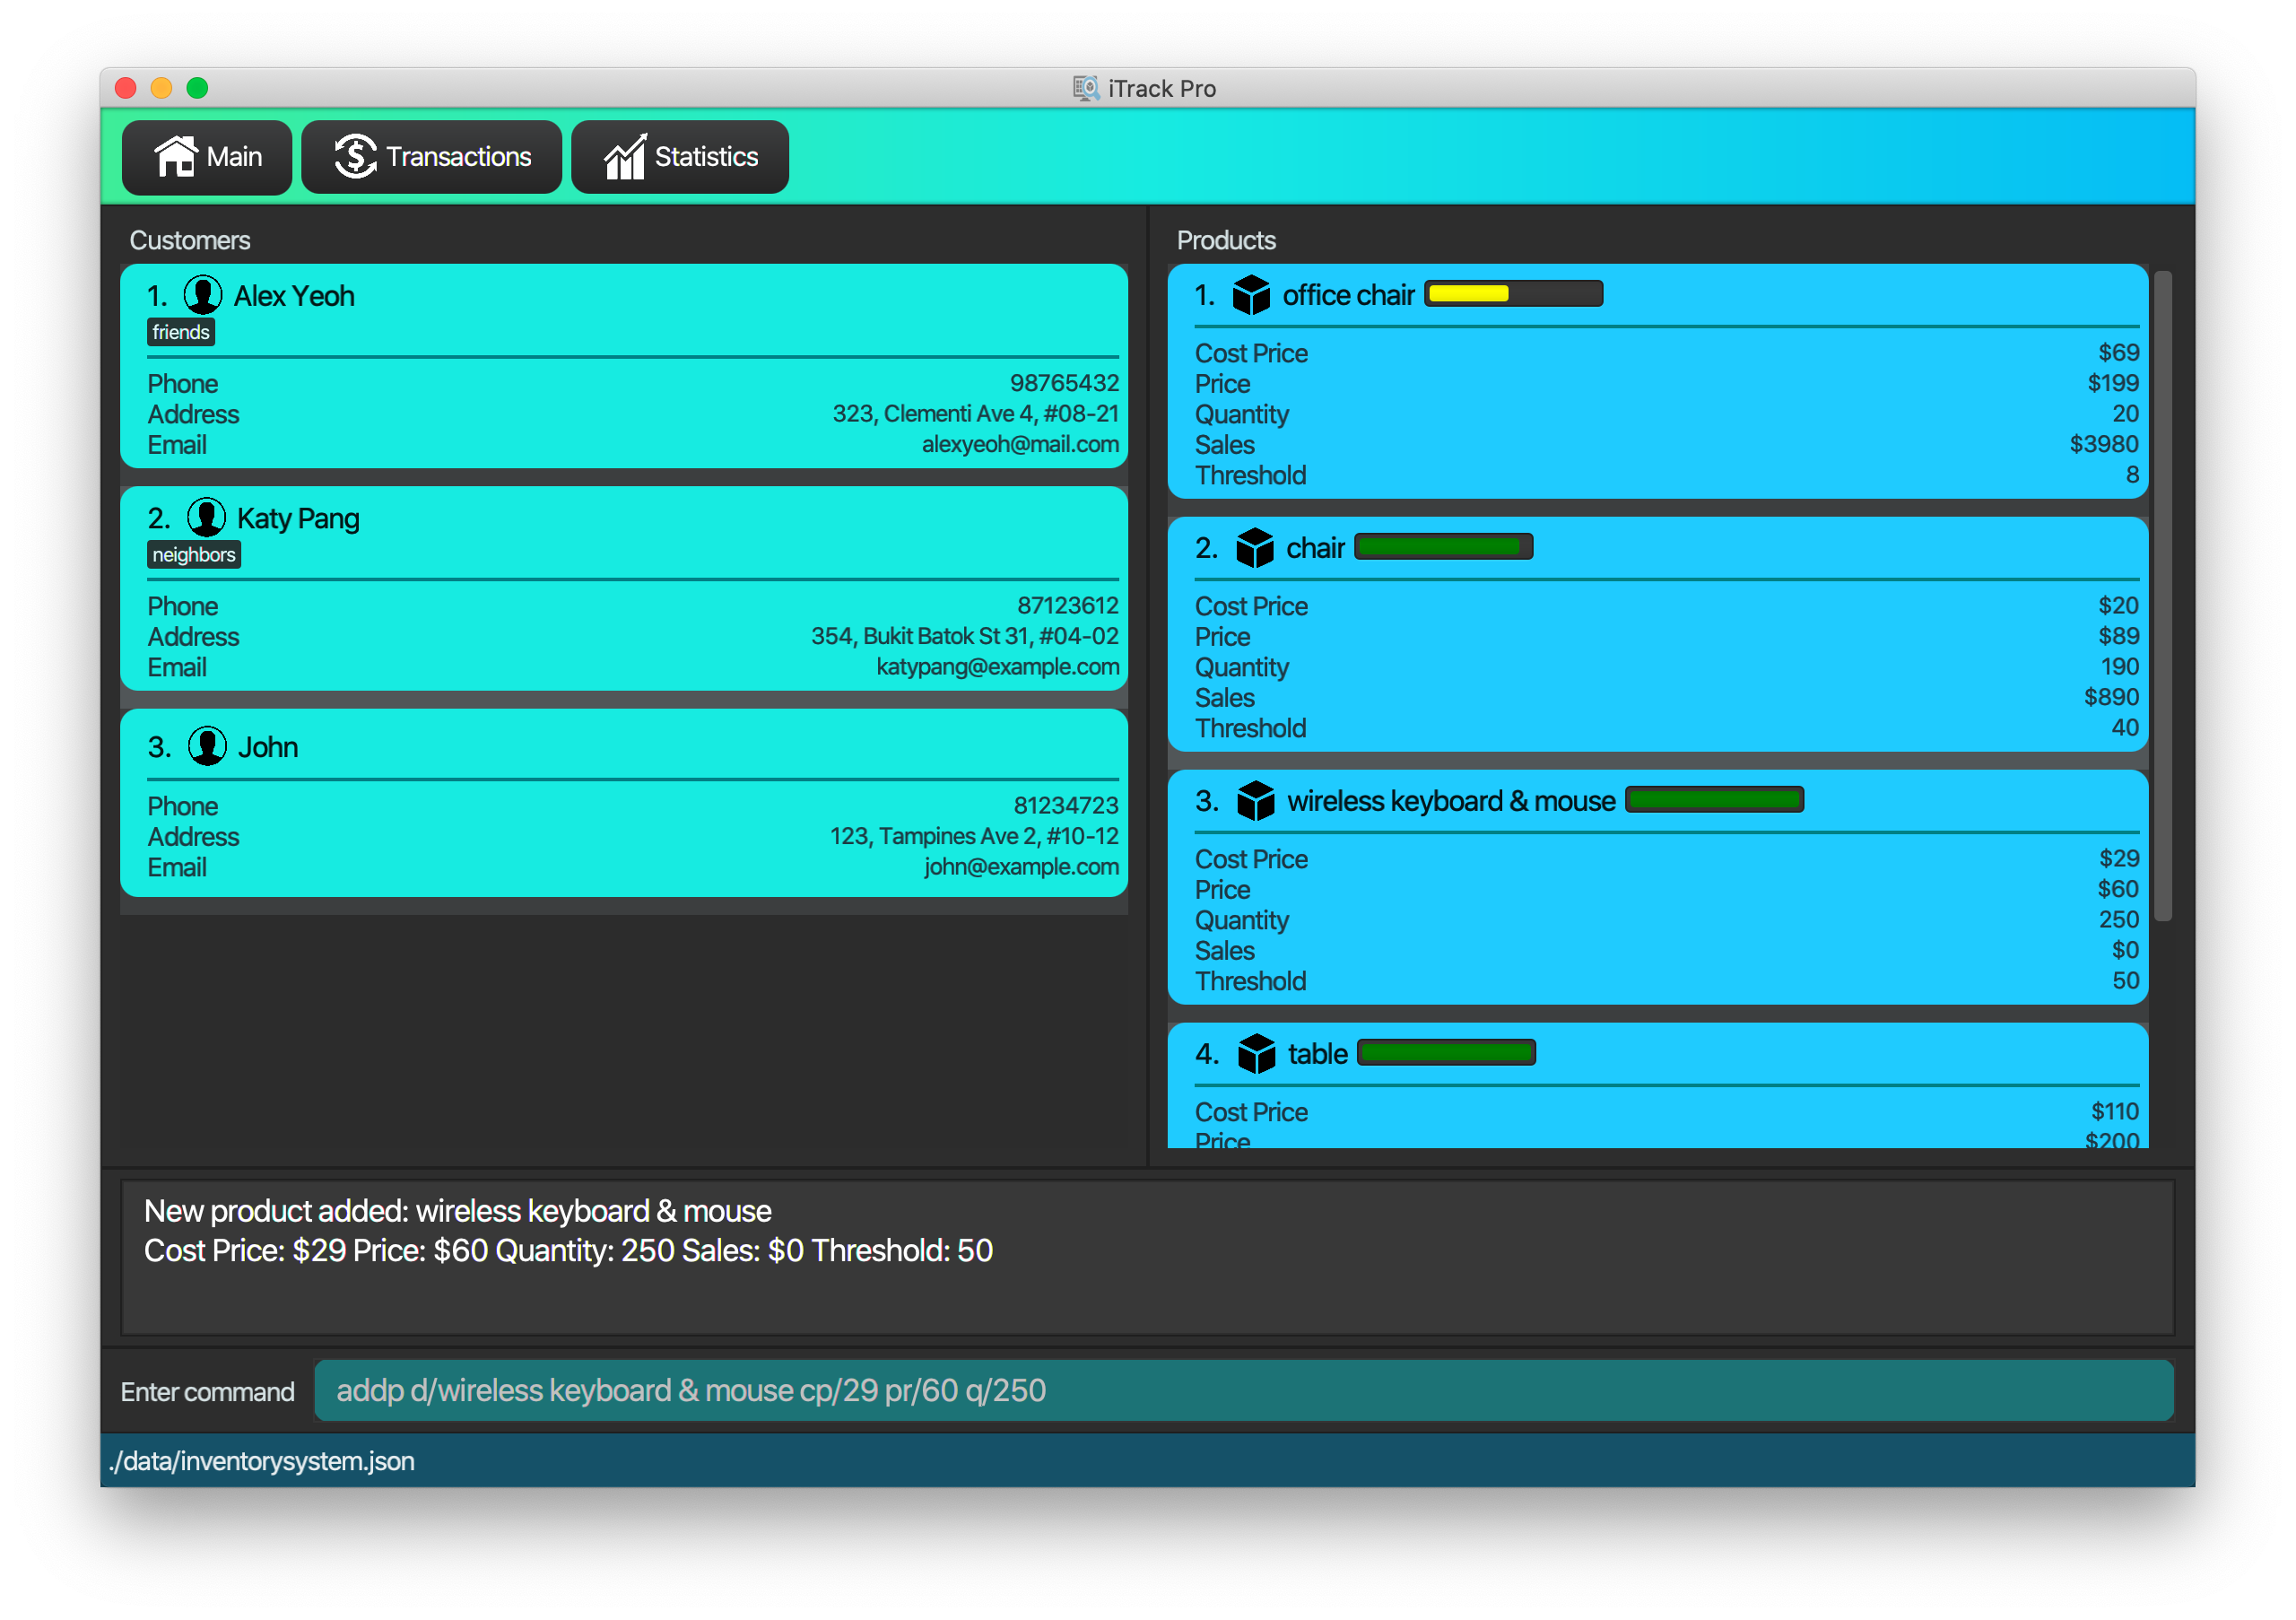 iTrack Pro
Main Transactions Statistics
Customers
1. Alex Yeoh
friends
Phone 98765432
Address 323, Clementi Ave 4, #08-21
Email alexyeoh@mail.com
2. Katy Pang
neighbors
Phone 87123612
Address 354, Bukit Batok St 31, #04-02
Email katypang@example.com
3. John
Phone 81234723
Address 123, Tampines Ave 2, #10-12
Email john@example.com
Products
1. office chair
Cost Price $69
Price $199
Quantity 20
Sales $3980
Threshold 8
2. chair
Cost Price $20
Price $89
Quantity 190
Sales $890
Threshold 40
3. wireless keyboard & mouse
Cost Price $29
Price $60
Quantity 250
Sales $0
Threshold 50
4. table
Cost Price $110
Price $200
New product added: wireless keyboard & mouse
Cost Price: $29 Price: $60 Quantity: 250 Sales: $0 Threshold: 50
Enter command addp d/wireless keyboard & mouse cp/29 pr/60 q/250
./data/inventorysystem.json